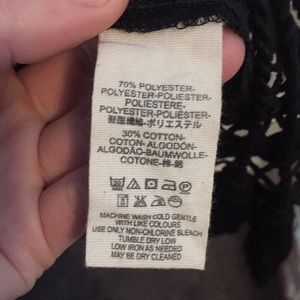 70% POLYESTER-
POLYESTER-POLIESTER-
POLIESTERE-
POLYESTER-POLIÉSTER-
聚酯纖維-ポリエステル
30% COTTON-
COTON-ALGODÓN-
ALGODÃO-BAUMWOLLE-
COTONE-棉-綿
MACHINE WASH COLD GENTLE
WITH LIKE COLOURS
USE ONLY NON-CHLORINE BLEACH
TUMBLE DRY LOW
LOW IRON AS NEEDED
MAY BE DRY CLEANED